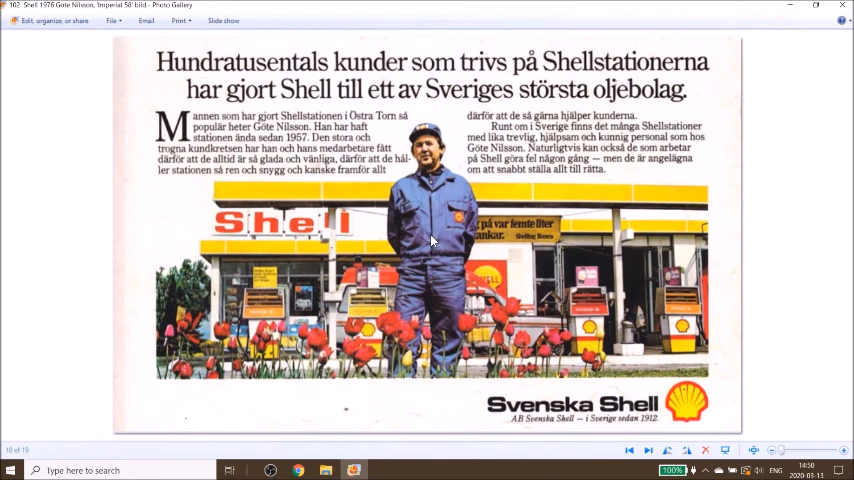 102 Shell 1976 Gote Nilsson, 'Imperial 58' bild - Photo Gallery
Edit, organize, or share File Email Print Slide show
Hundratusentals kunder som trivs på Shellstationerna
har gjort Shell till ett av Sveriges största oljebolag.
Mannen som har gjort Shellstationen i Östra Torn så
populär heter Göte Nilsson. Han har haft
stationen ända sedan 1957. Den stora och
trogna kundkretsen har han och hans medarbetare fått
därför att de alltid är så glada och vänliga, därför att de hål-
ler stationen så ren och snygg och kanske framför allt
därför att de så gärna hjälper kunderna.
Runt om i Sverige finns det många Shellstationer
med lika trevlig, hjälpsam och kunnig personal som hos
Göte Nilsson. Naturligtvis kan också de som arbetar
på Shell göra fel någon gång — men de är angelägna
om att snabbt ställa allt till rätta.
Shell
på var femte liter
tankar.
SHELL
Svenska Shell
AB Svenska Shell — i Sverige sedan 1912.
18 of 19
Type here to search
100%
ENG
14:50
2020-03-13